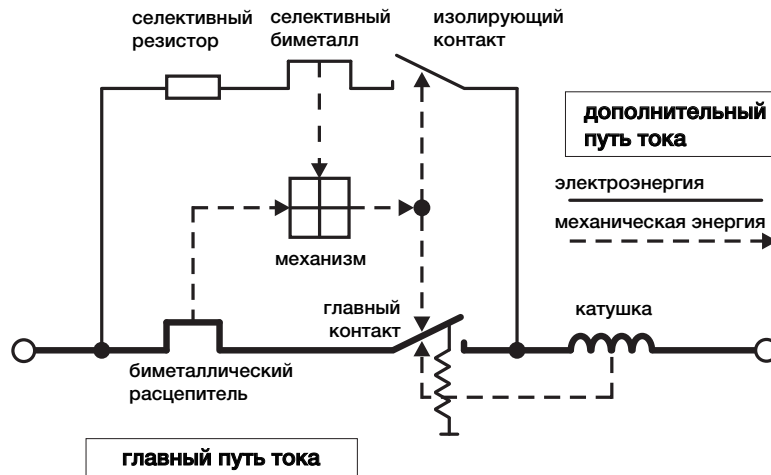 селективный
резистор
селективный
биметалл
изолирующий
контакт
дополнительный
путь тока
электроэнергия
механическая энергия
механизм
главный
контакт
катушка
биметаллический
расцепитель
главный путь тока